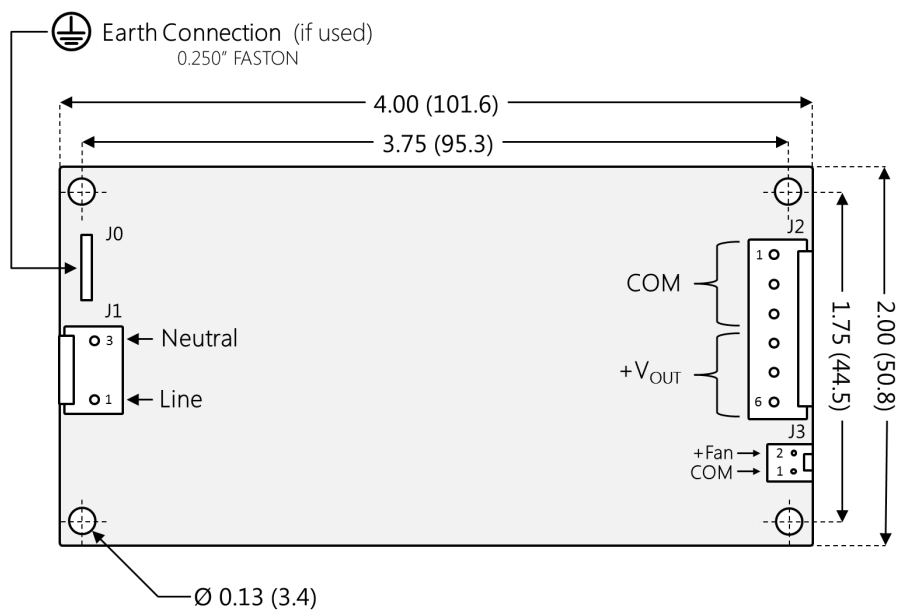 Earth Connection (if used)
0.250" FASTON
4.00 (101.6)
3.75 (95.3)
J0
J2
1
COM
J1
3
Neutral
1.75 (44.5)
2.00 (50.8)
+VOUT
1
Line
6
J3
+Fan
2
COM
1
Ø 0.13 (3.4)